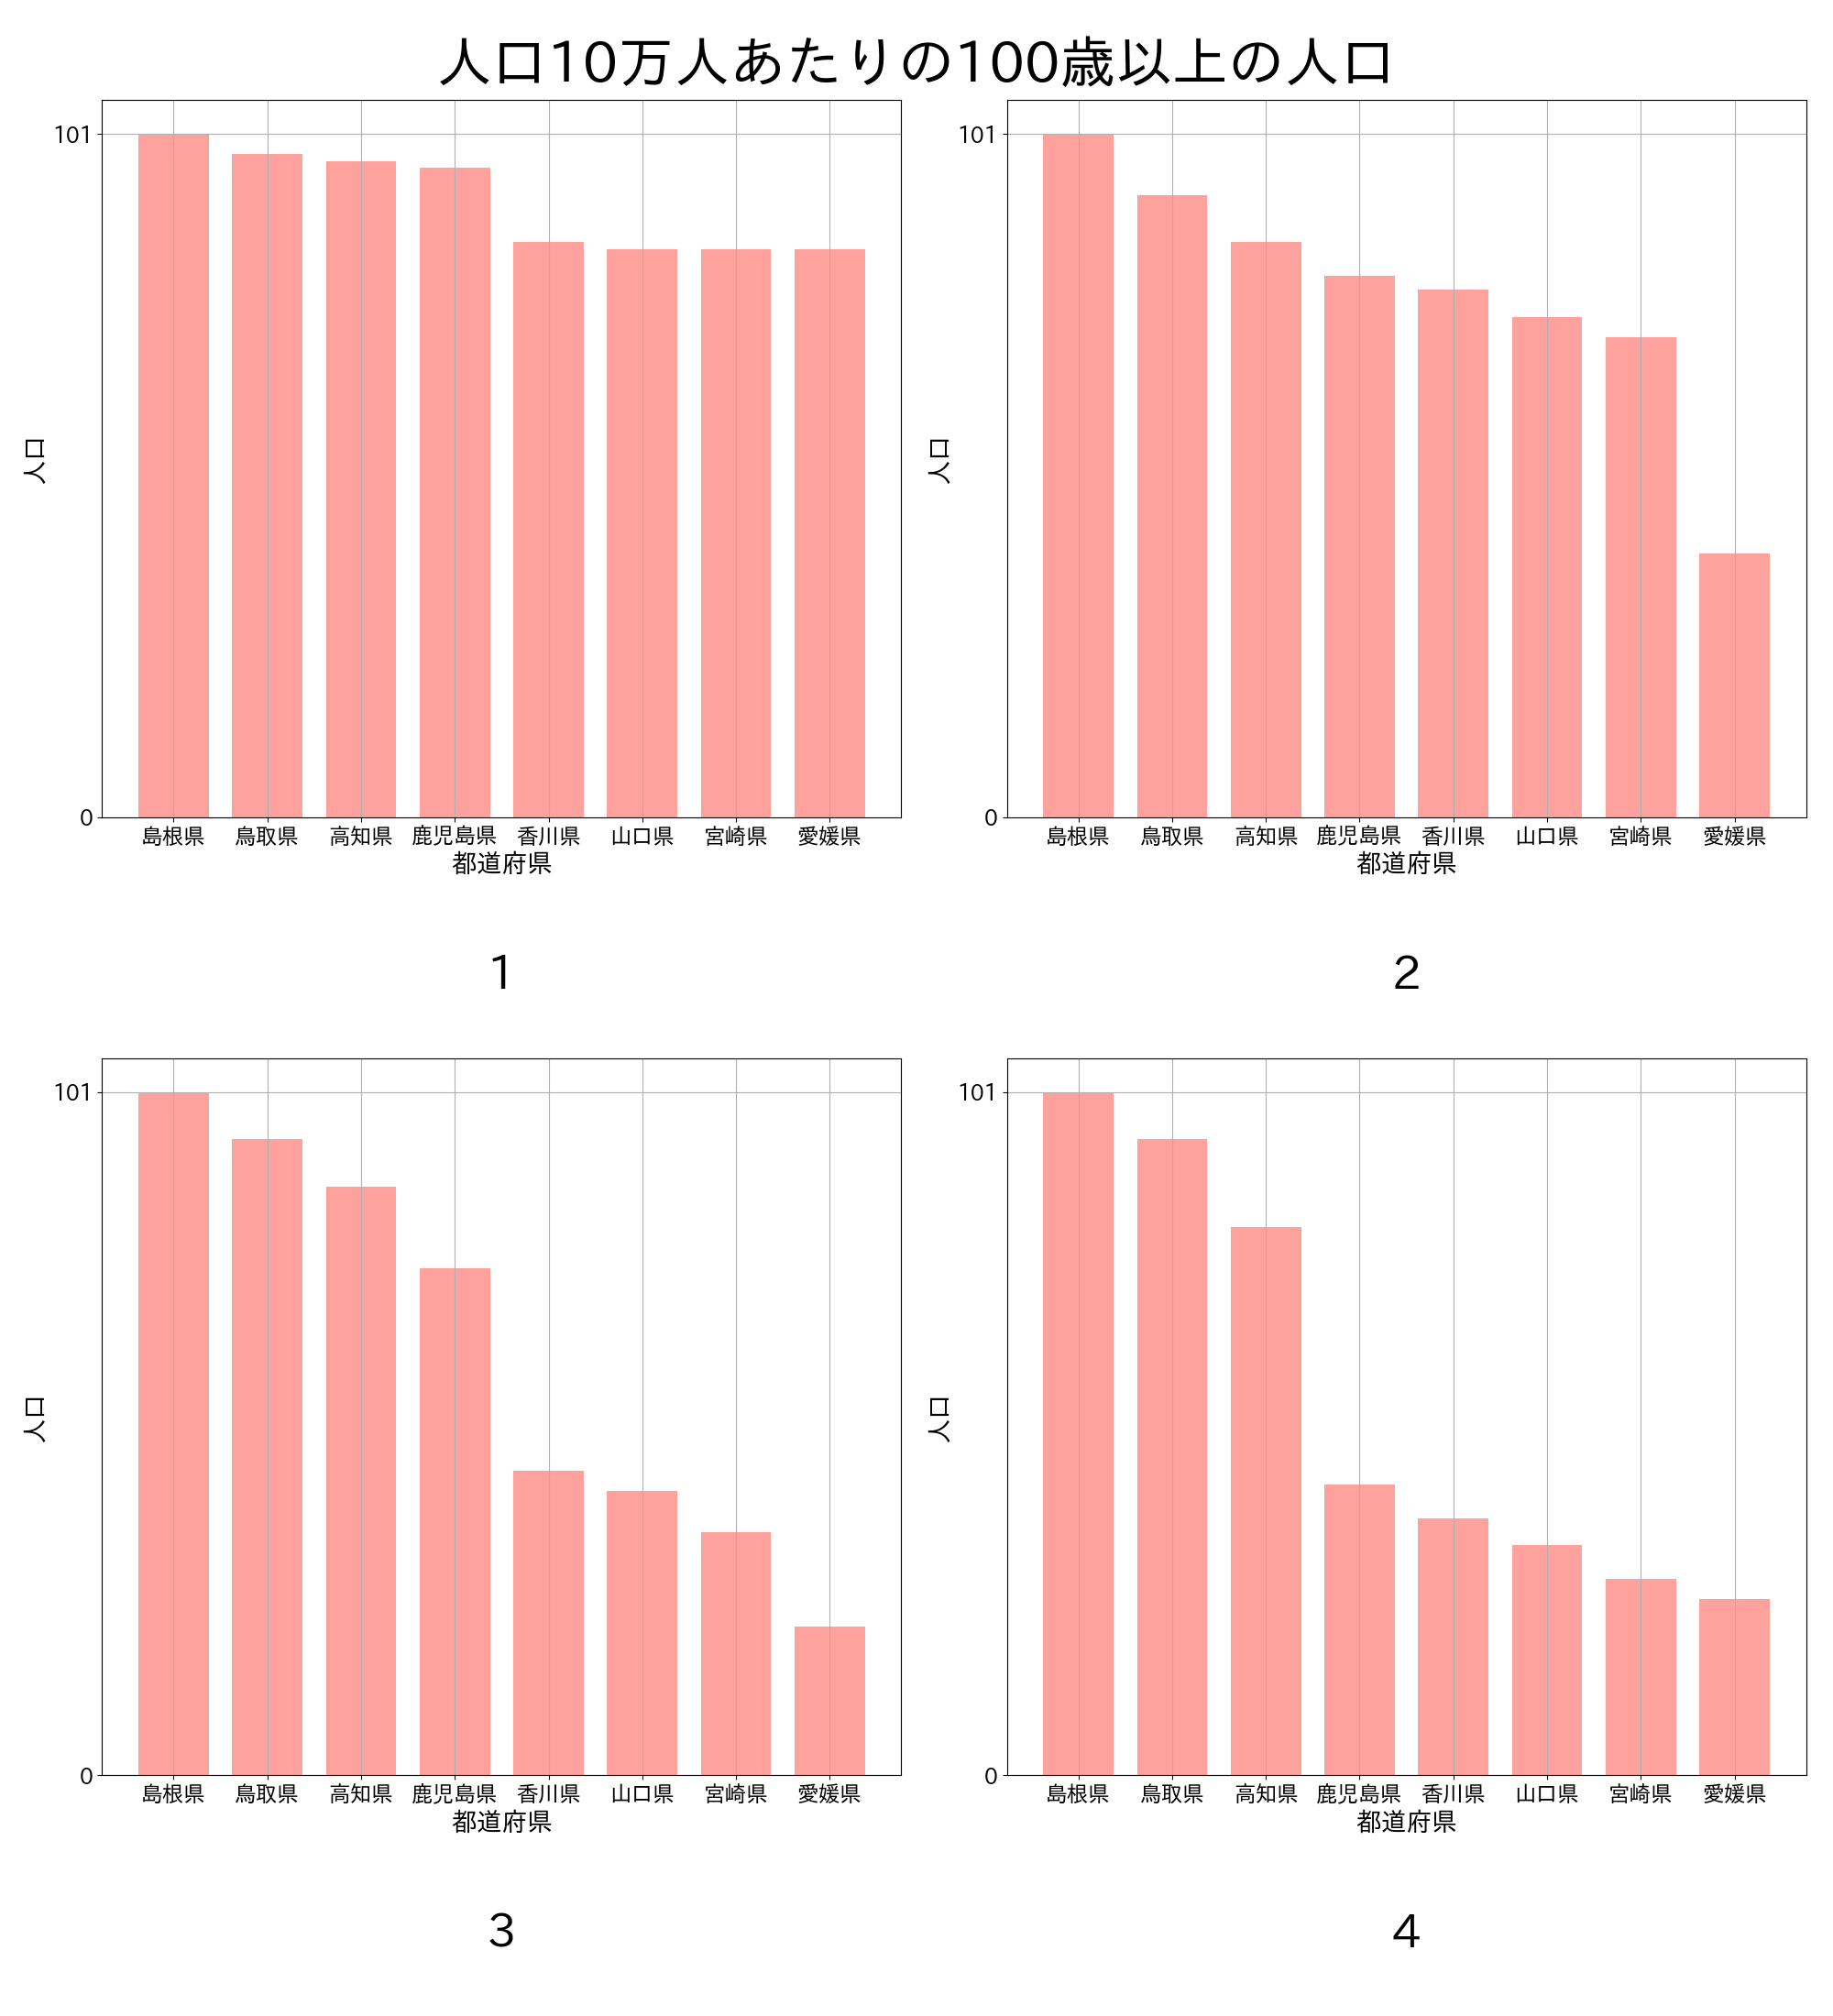 人口10万人あたりの100歳以上の人口
101
0
人口
島根県 鳥取県 高知県 鹿児島県 香川県 山口県 宮崎県 愛媛県
都道府県
1
101
0
人口
島根県 鳥取県 高知県 鹿児島県 香川県 山口県 宮崎県 愛媛県
都道府県
2
101
0
人口
島根県 鳥取県 高知県 鹿児島県 香川県 山口県 宮崎県 愛媛県
都道府県
3
101
0
人口
島根県 鳥取県 高知県 鹿児島県 香川県 山口県 宮崎県 愛媛県
都道府県
4